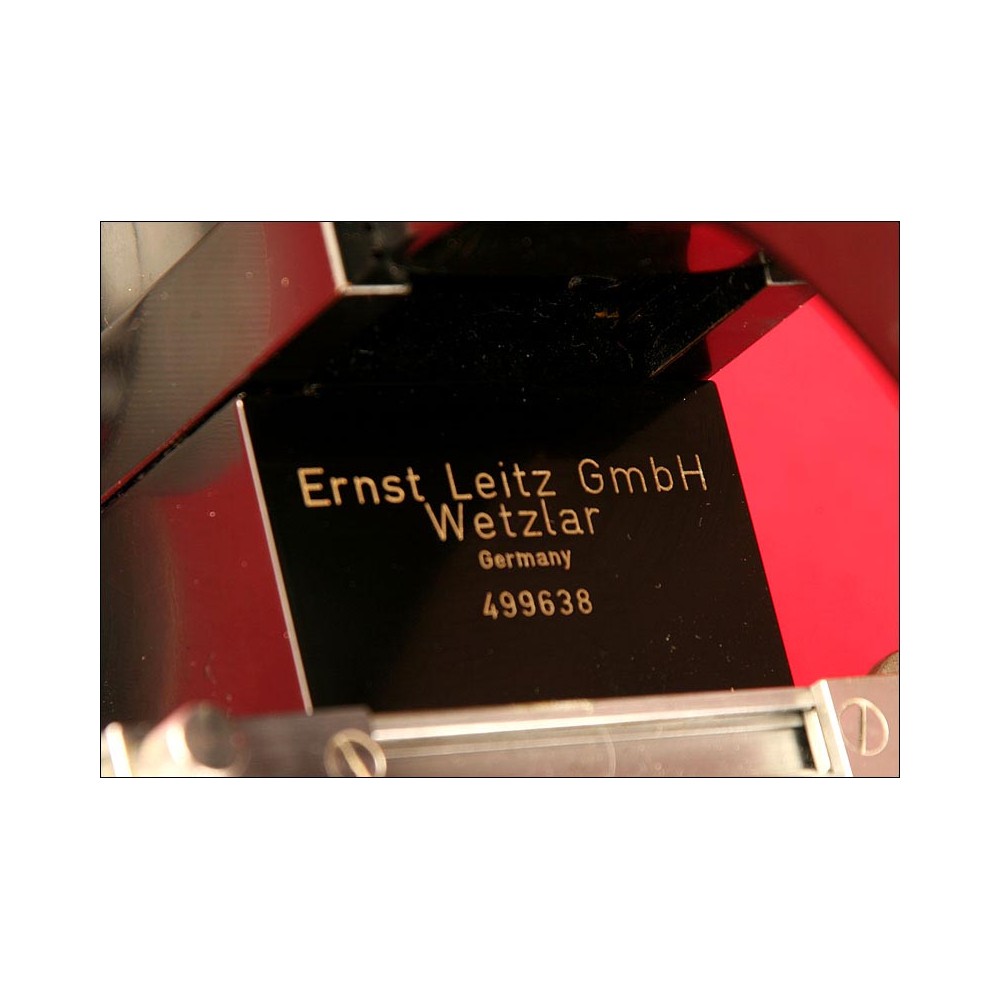 Ernst Leitz GmbH
Wetzlar
Germany
499638